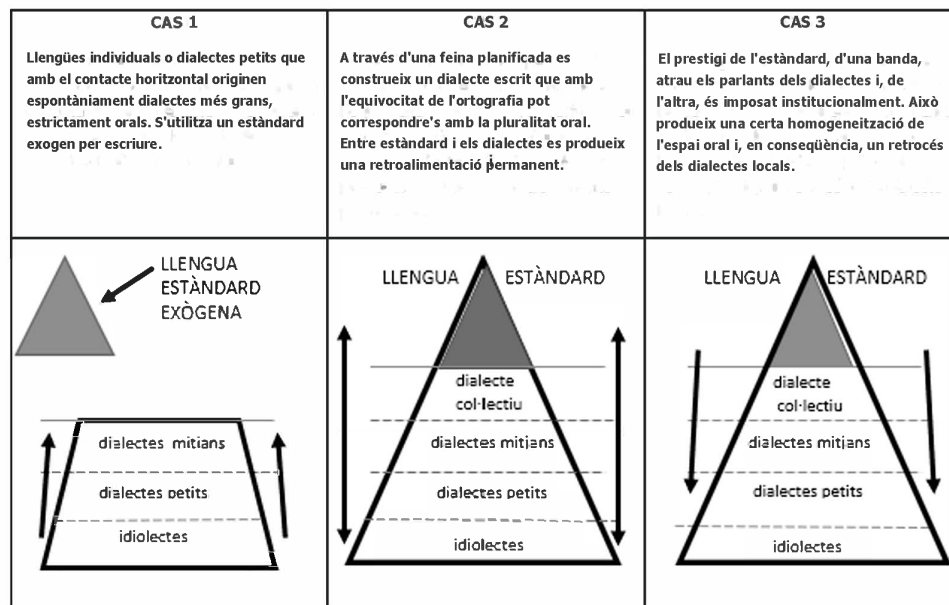 CAS 1
Llengües individuals o dialectes petits que
amb el contacte horitzontal originen
espontàniament dialectes més grans,
estrictament orals. S'utilitza un estàndard
exogen per escriure.
CAS 2
A través d'una feina planificada es
construeix un dialecte escrit que amb
l'equivocitat de l'ortografia pot
correspondre's amb la pluralitat oral.
Entre estàndard i els dialectes es produeix
una retroalimentació permanent.
CAS 3
El prestigi de l'estàndard, d'una banda,
atrau els parlants dels dialectes i, de
l'altra, és imposat institucionalment. Això
produeix una certa homogeneització de
l'espai oral i, en conseqüència, un retrocés
dels dialectes locals.
LLENGUA
ESTÀNDARD
EXÒGENA
dialectes mitians
dialectes petits
idiolectes
LLENGUA ESTÀNDARD
dialecte
col·lectiu
dialectes mitjans
dialectes petits
idiolectes
LLENGUA ESTÀNDARD
dialecte
col·lectiu
dialectes mitjans
dialectes petits
idiolectes